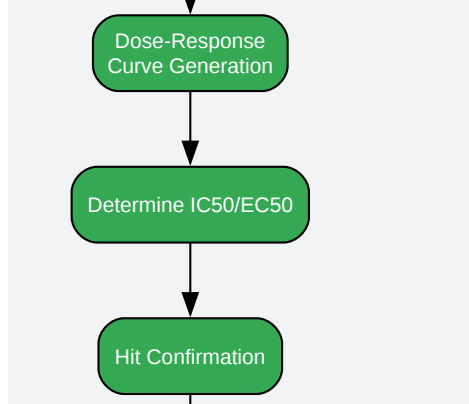 Dose-Response
Curve Generation
Determine IC50/EC50
Hit Confirmation